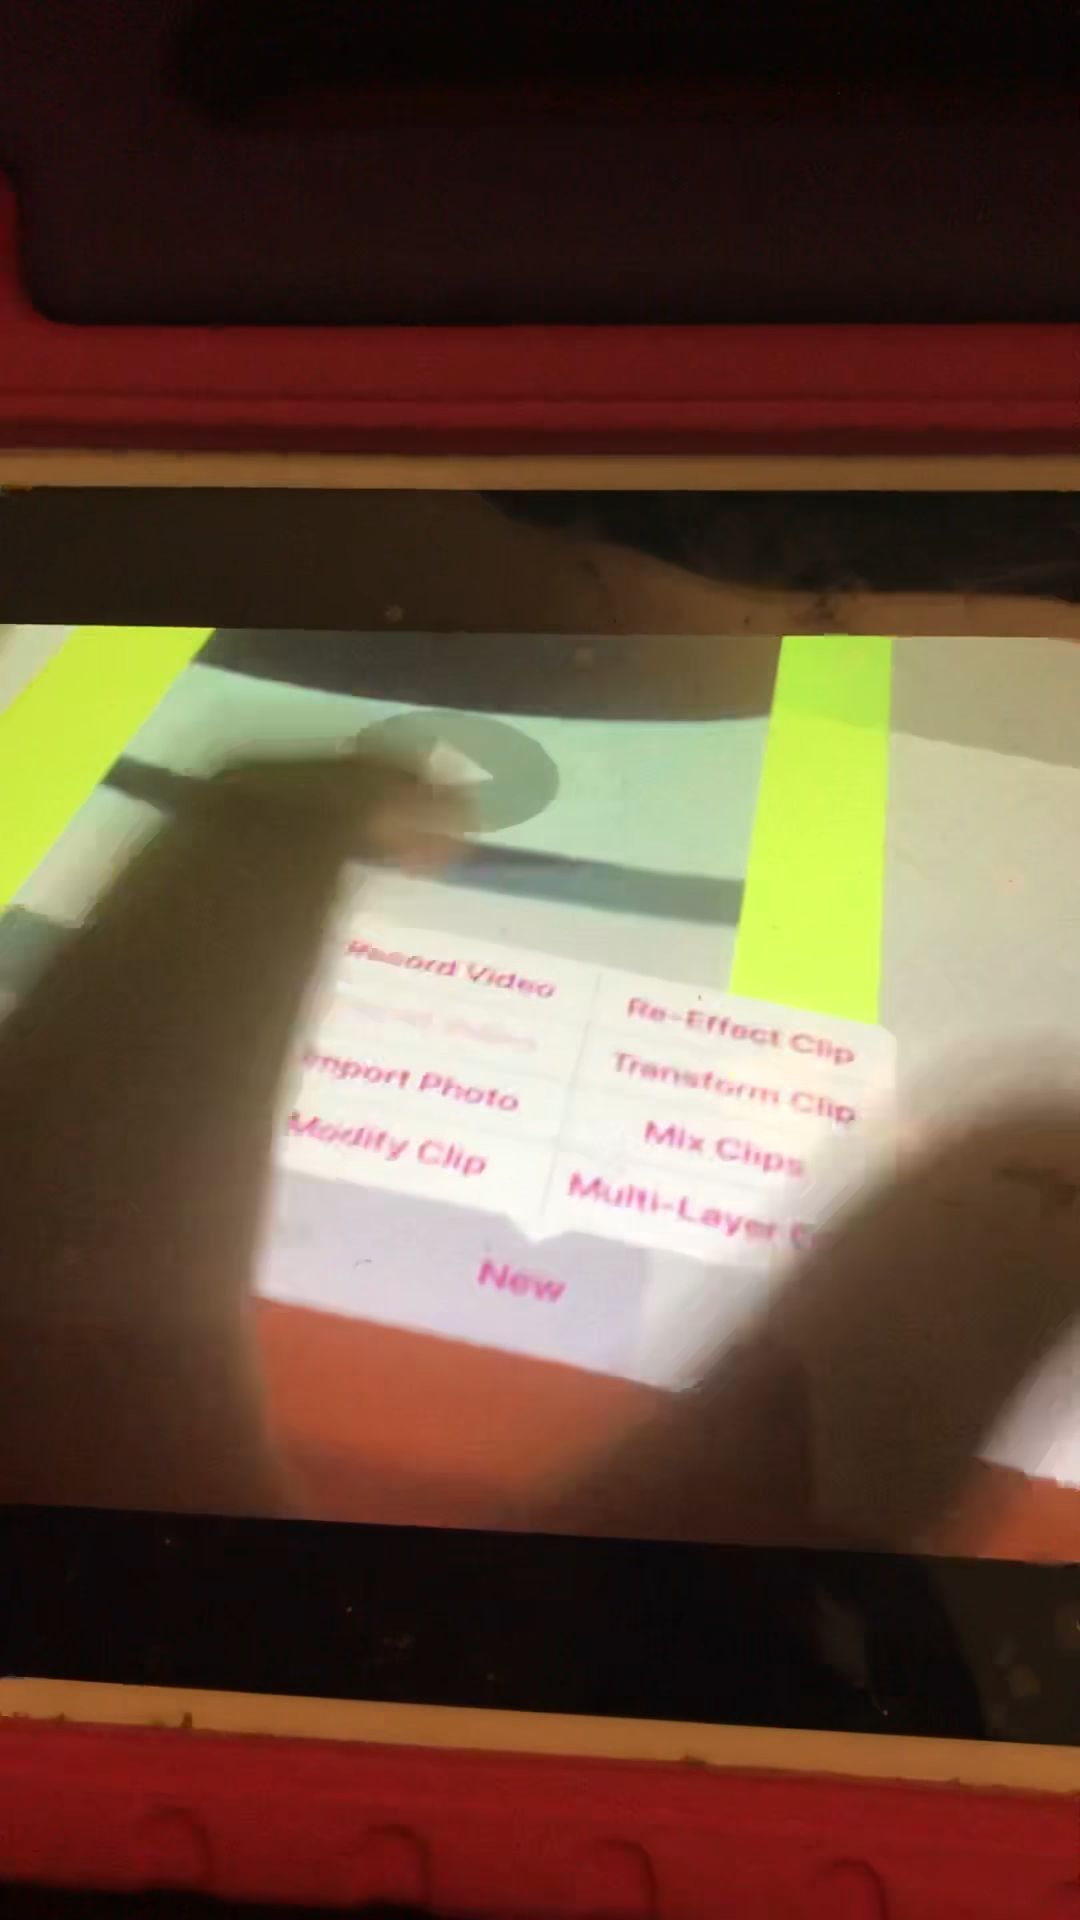 Record Video
Import Photo
Modify Clip
Re-Effect Clip
Transform Clip
Mix Clips
Multi-Layer
New